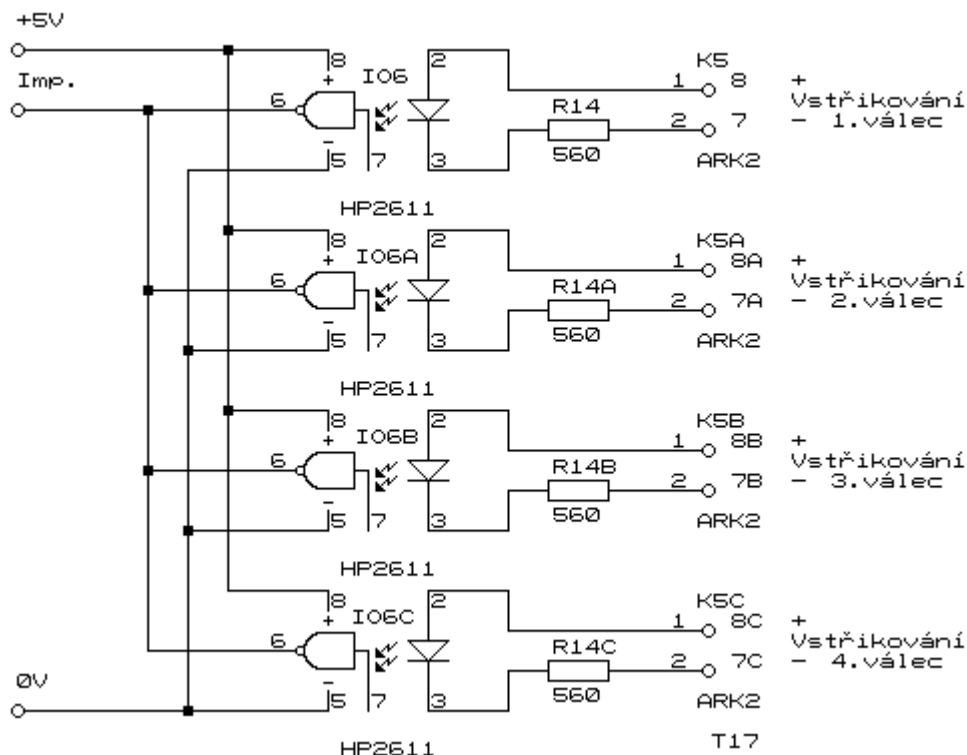 +5V
Imp.
8
+
6
IO6
-
5
7
2
3
R14
560
K5
1
8
2
7
ARK2
+
Vstřikování
- 1.válec
HP2611
8
+
6
IO6A
-
5
7
2
3
R14A
560
K5A
1
8A
2
7A
ARK2
+
Vstřikování
- 2.válec
HP2611
8
+
6
IO6B
-
5
7
2
3
R14B
560
K5B
1
8B
2
7B
ARK2
+
Vstřikování
- 3.válec
HP2611
8
+
6
IO6C
-
5
7
2
3
R14C
560
K5C
1
8C
2
7C
ARK2
+
Vstřikování
- 4.válec
0V
HP2611
T17